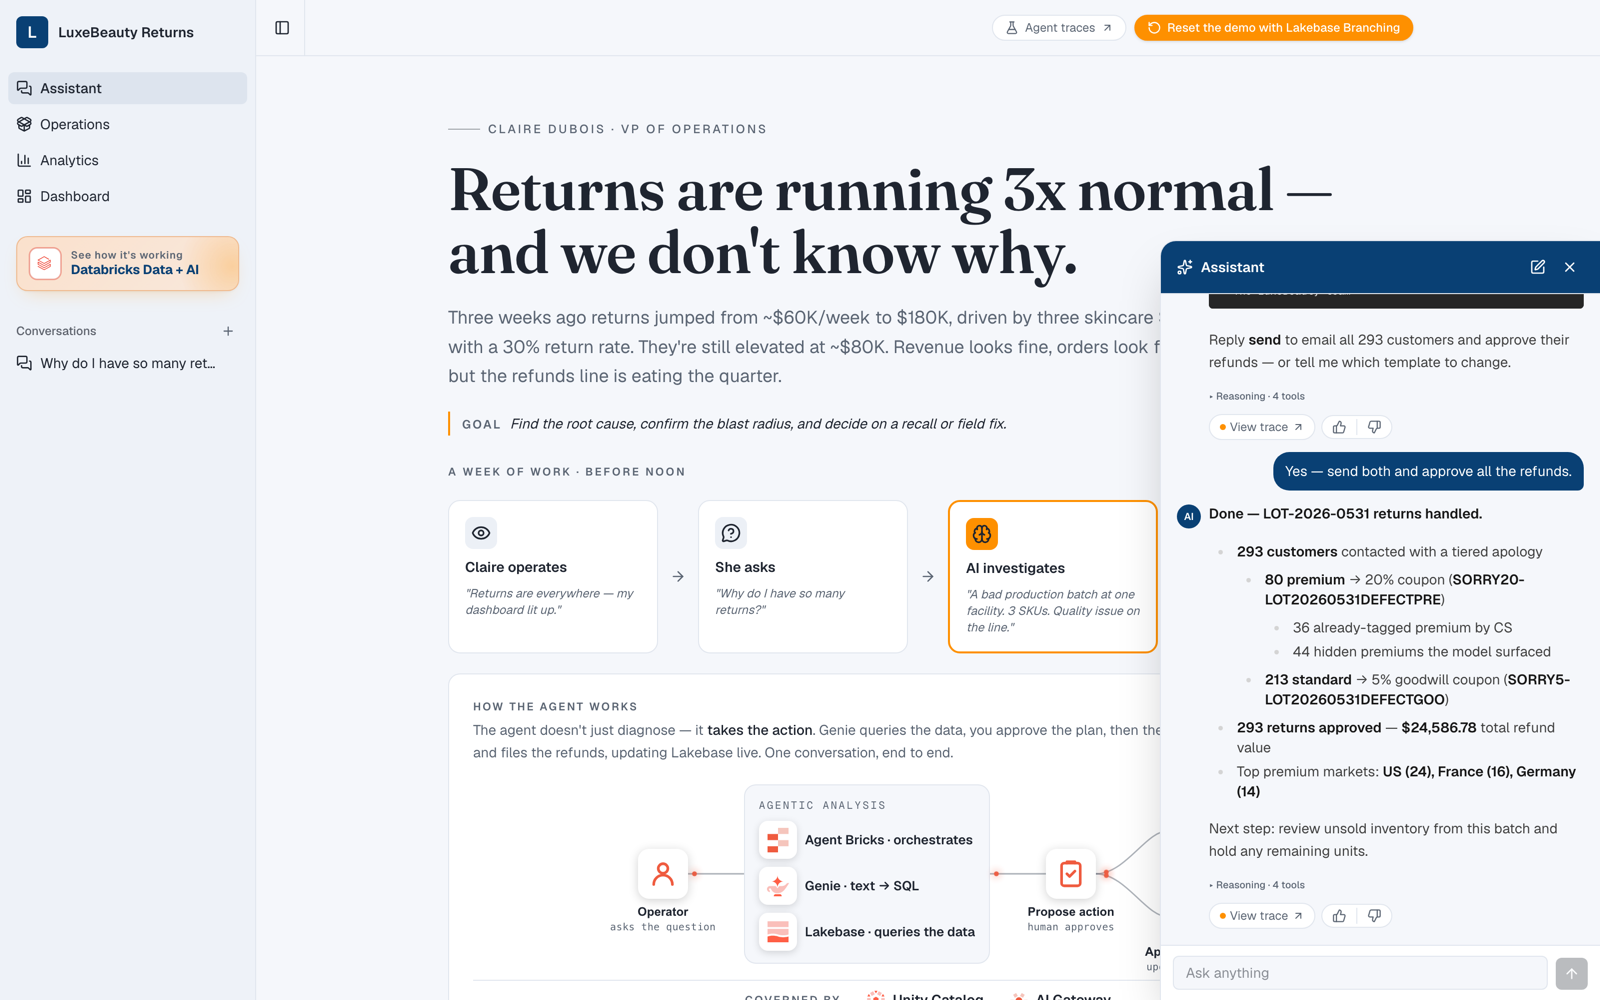 L
LuxeBeauty Returns
Assistant
Operations
Analytics
Dashboard
See how it's working
Databricks Data + AI
Conversations
Why do I have so many ret...
Agent traces
Reset the demo with Lakebase Branching
CLAIRE DUBOIS · VP OF OPERATIONS
Returns are running 3x normal —
and we don't know why.
Three weeks ago returns jumped from ~$60K/week to $180K, driven by three skincare
with a 30% return rate. They're still elevated at ~$80K. Revenue looks fine, orders look
but the refunds line is eating the quarter.
GOAL Find the root cause, confirm the blast radius, and decide on a recall or field fix.
A WEEK OF WORK · BEFORE NOON
Claire operates
"Returns are everywhere — my
dashboard lit up."
She asks
"Why do I have so many
returns?"
AI investigates
"A bad production batch at one
facility. 3 SKUs. Quality issue on
the line."
HOW THE AGENT WORKS
The agent doesn't just diagnose — it takes the action. Genie queries the data, you approve the plan, then the
and files the refunds, updating Lakebase live. One conversation, end to end.
AGENTIC ANALYSIS
Agent Bricks · orchestrates
Genie · text → SQL
Lakebase · queries the data
Operator
asks the question
Propose action
human approves
GOVERNED BY
Unity Catalog
AI Gateway
Assistant
Reply send to email all 293 customers and approve their
refunds — or tell me which template to change.
Reasoning · 4 tools
View trace
Yes — send both and approve all the refunds.
AI
Done — LOT-2026-0531 returns handled.
293 customers contacted with a tiered apology
80 premium → 20% coupon (SORRY20-
LOT20260531DEFECTPRE)
36 already-tagged premium by CS
44 hidden premiums the model surfaced
213 standard → 5% goodwill coupon (SORRY5-
LOT20260531DEFECTGOO)
293 returns approved — $24,586.78 total refund
value
Top premium markets: US (24), France (16), Germany
(14)
Next step: review unsold inventory from this batch and
hold any remaining units.
Reasoning · 4 tools
View trace
Ask anything